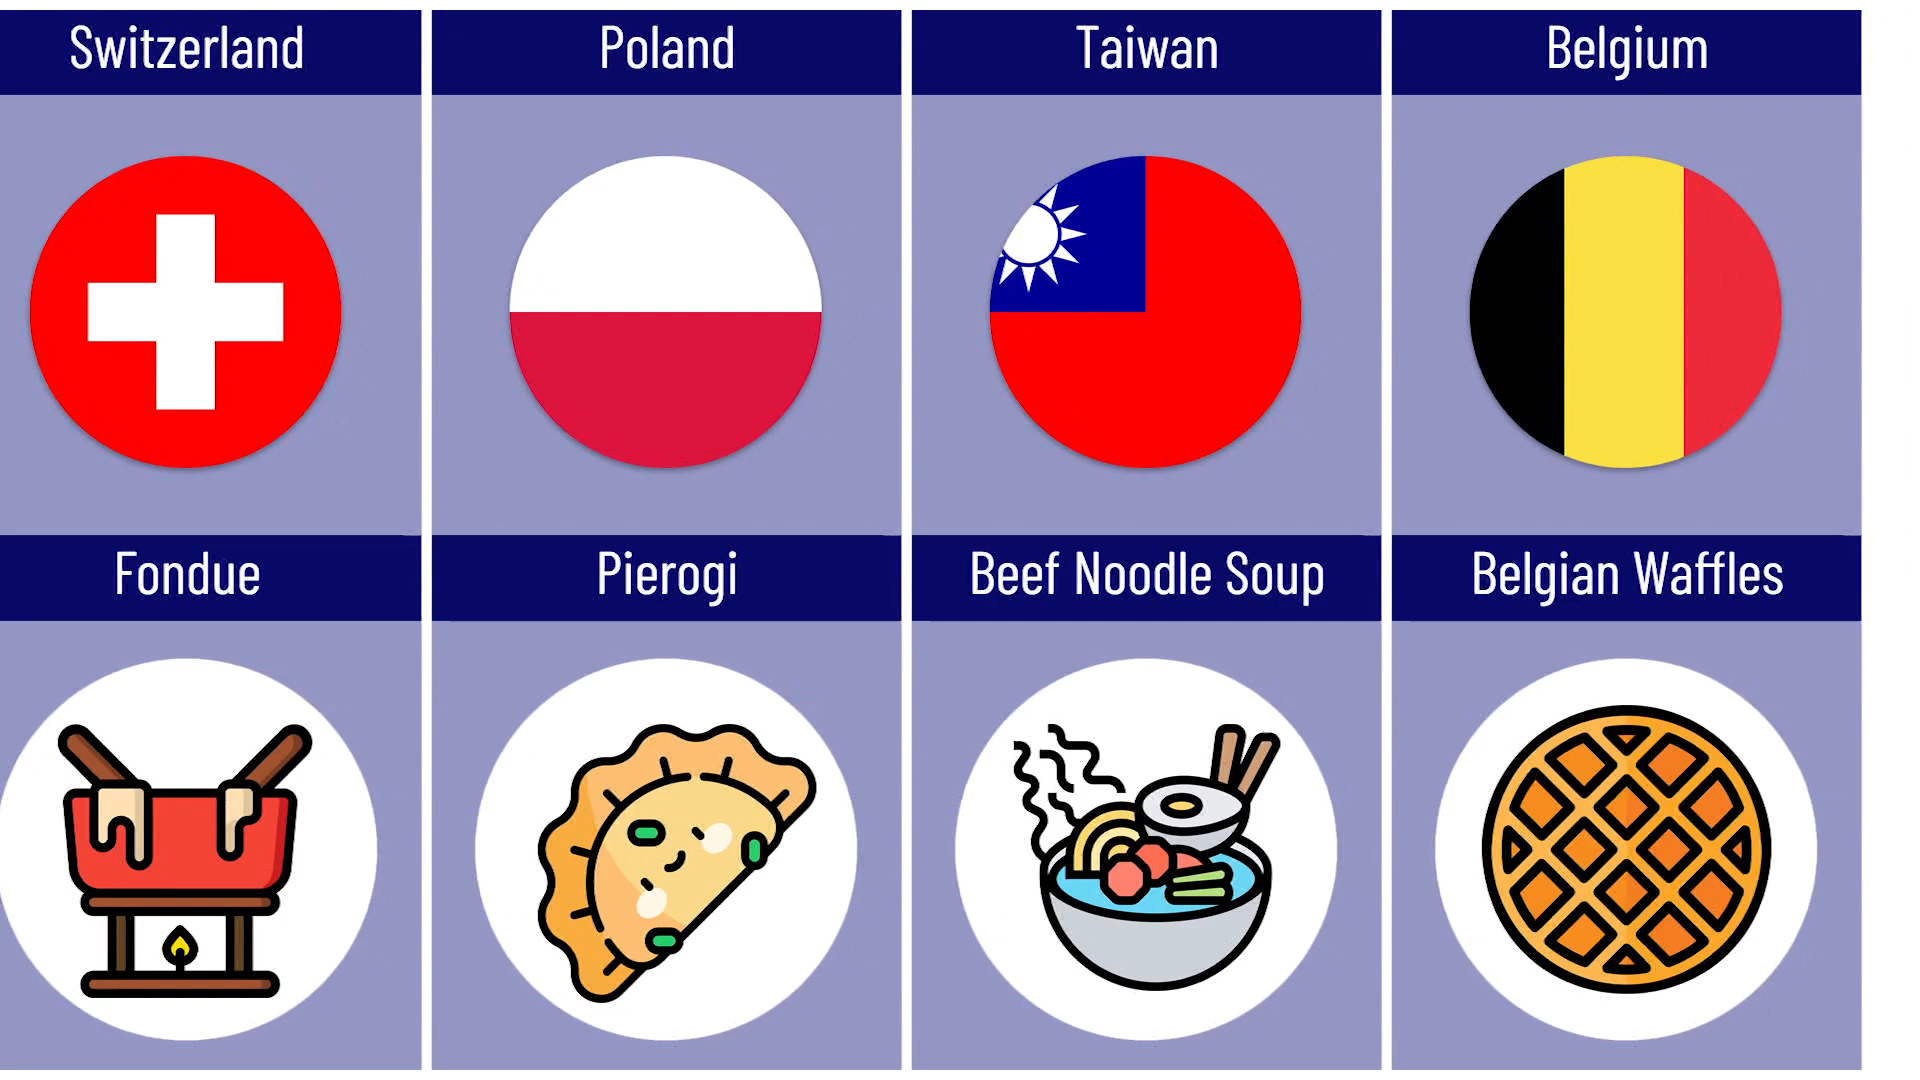 Switzerland
Poland
Taiwan
Belgium
Fondue
Pierogi
Beef Noodle Soup
Belgian Waffles